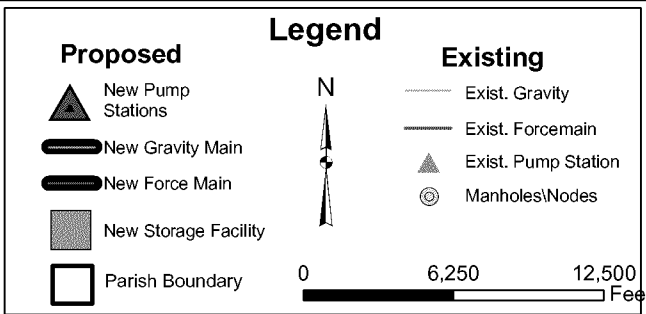 Legend
Proposed
New Pump
Stations
New Gravity Main
New Force Main
New Storage Facility
Parish Boundary
N
Existing
Exist. Gravity
Exist. Forcemain
Exist. Pump Station
Manholes\Nodes
0 6,250 12,500
Fee